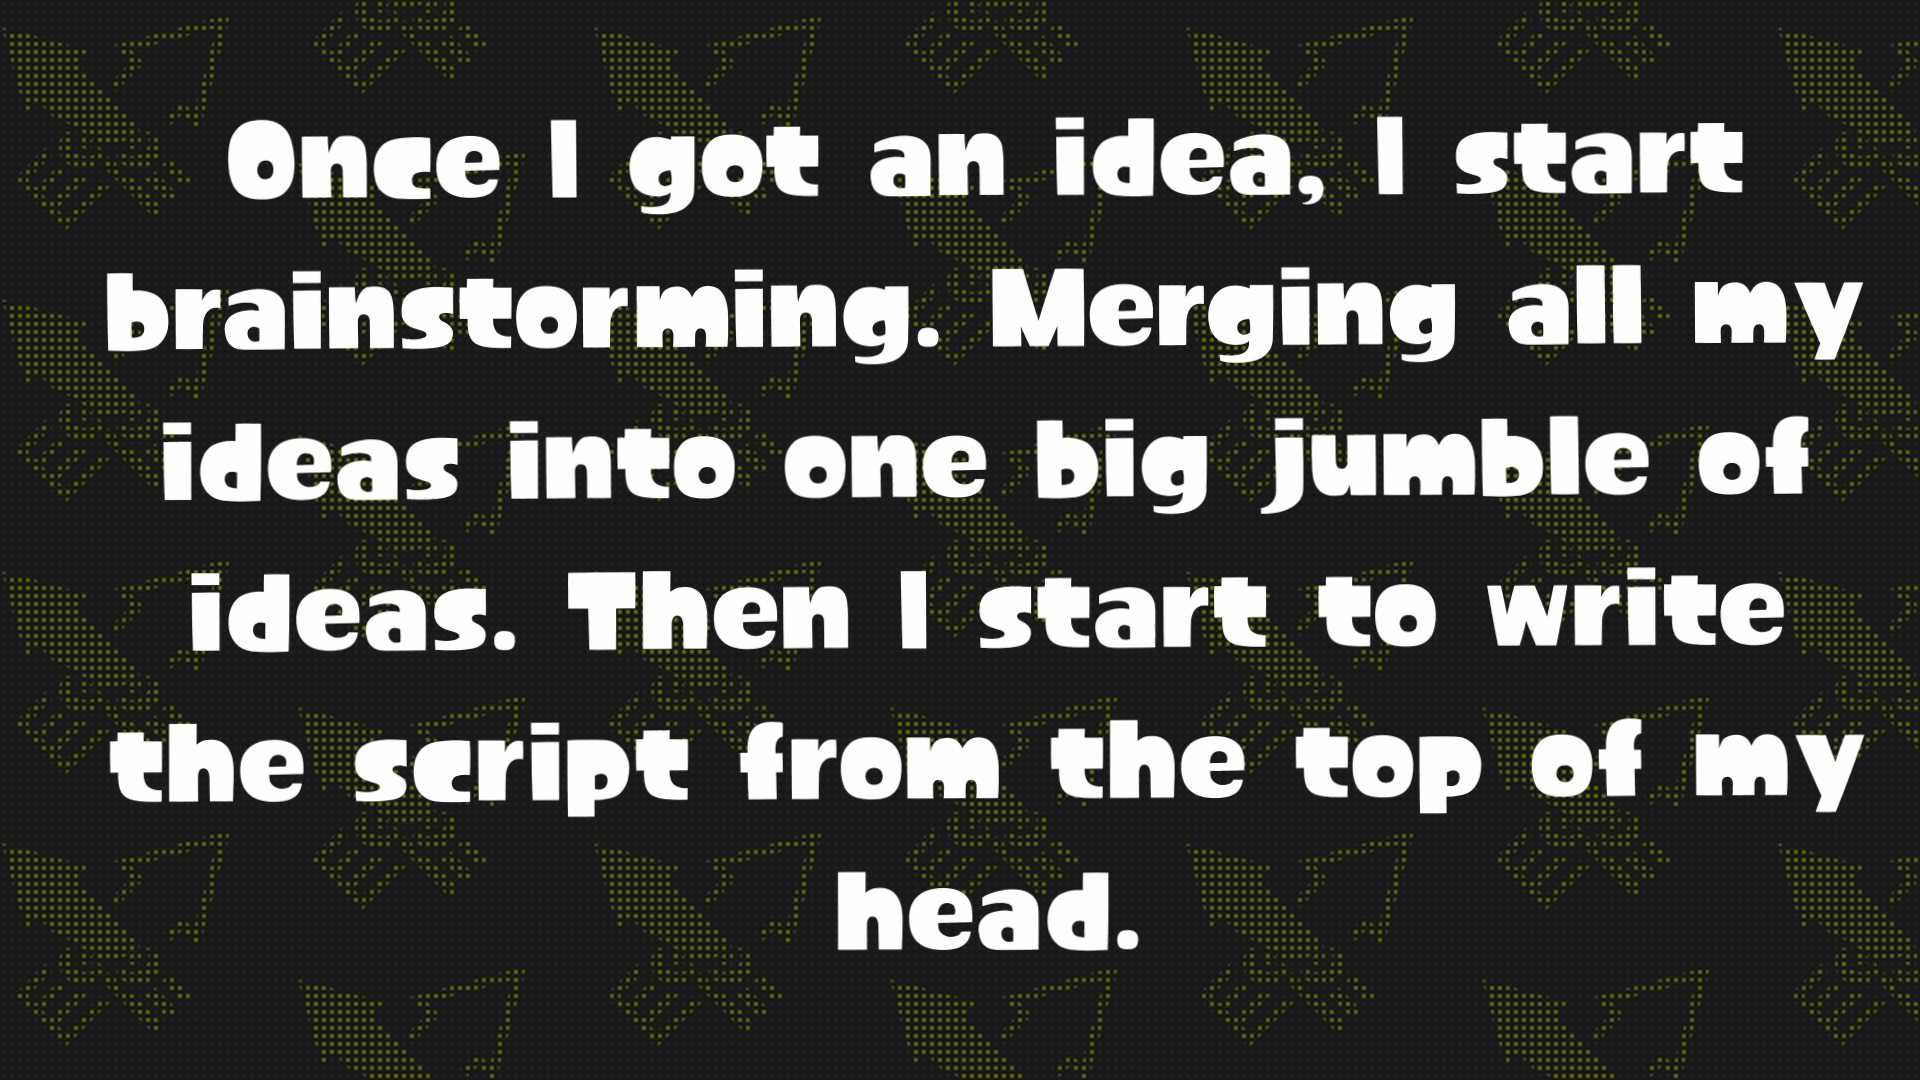 Once I got an idea, I start
brainstorming. Merging all my
ideas into one big jumble of
ideas. Then I start to write
the script from the top of my
head.